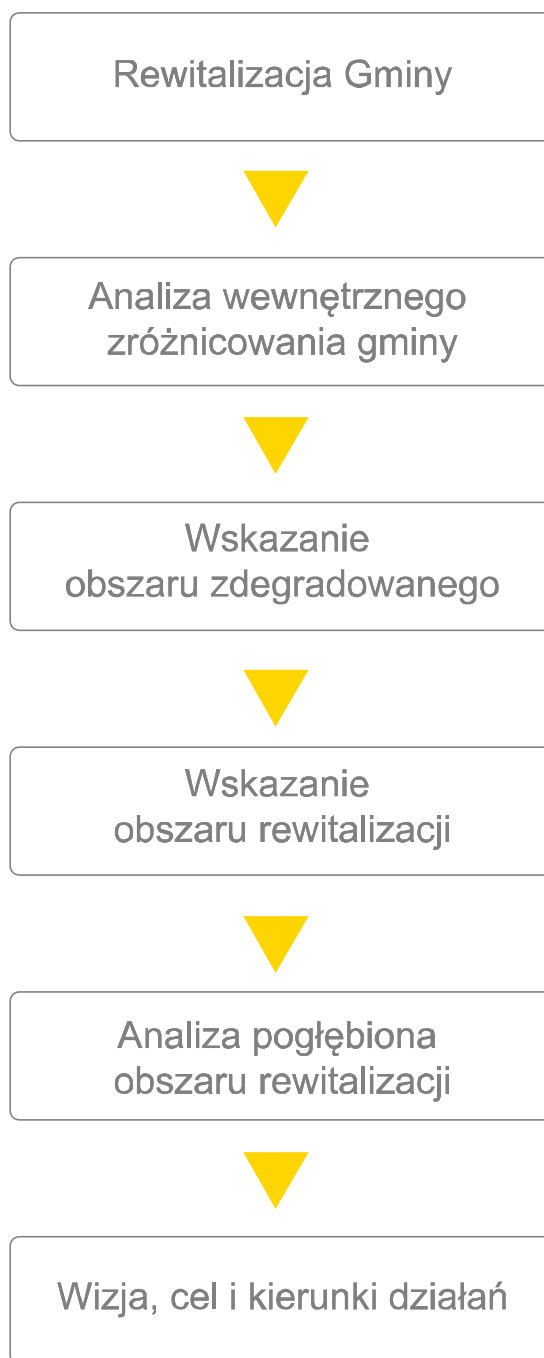 Rewitalizacja Gminy
Analiza wewnętrznego
zróżnicowania gminy
Wskazanie
obszaru zdegradowanego
Wskazanie
obszaru rewitalizacji
Analiza pogłębiona
obszaru rewitalizacji
Wizja, cel i kierunki działań